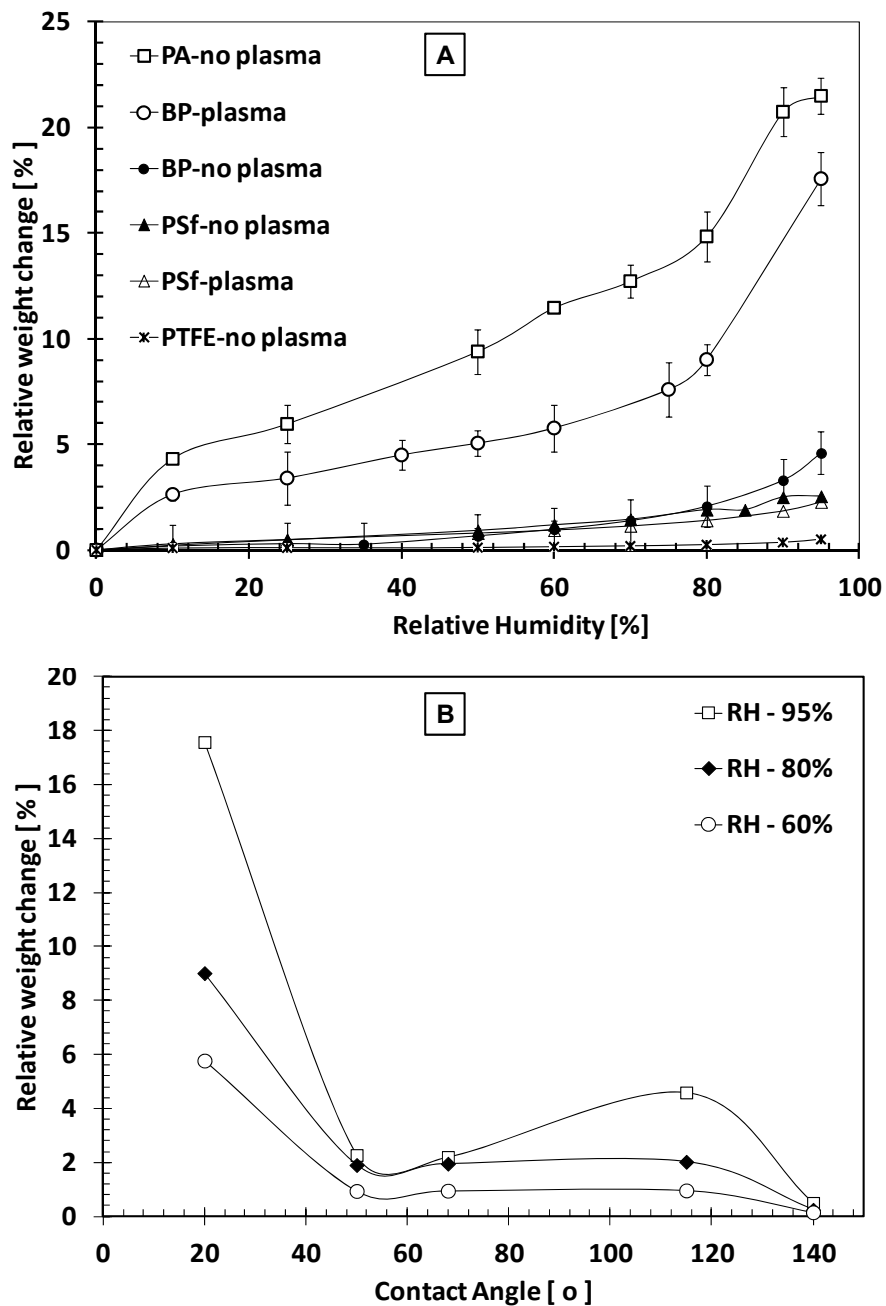 A
PA-no plasma
BP-plasma
BP-no plasma
PSf-no plasma
PSf-plasma
PTFE-no plasma
Relative weight change [ % ]
25
20
15
10
5
0
0 20 40 60 80 100
Relative Humidity [%]
B
RH - 95%
RH - 80%
RH - 60%
Relative weight change [ % ]
20
18
16
14
12
10
8
6
4
2
0
0 20 40 60 80 100 120 140
Contact Angle [ o ]